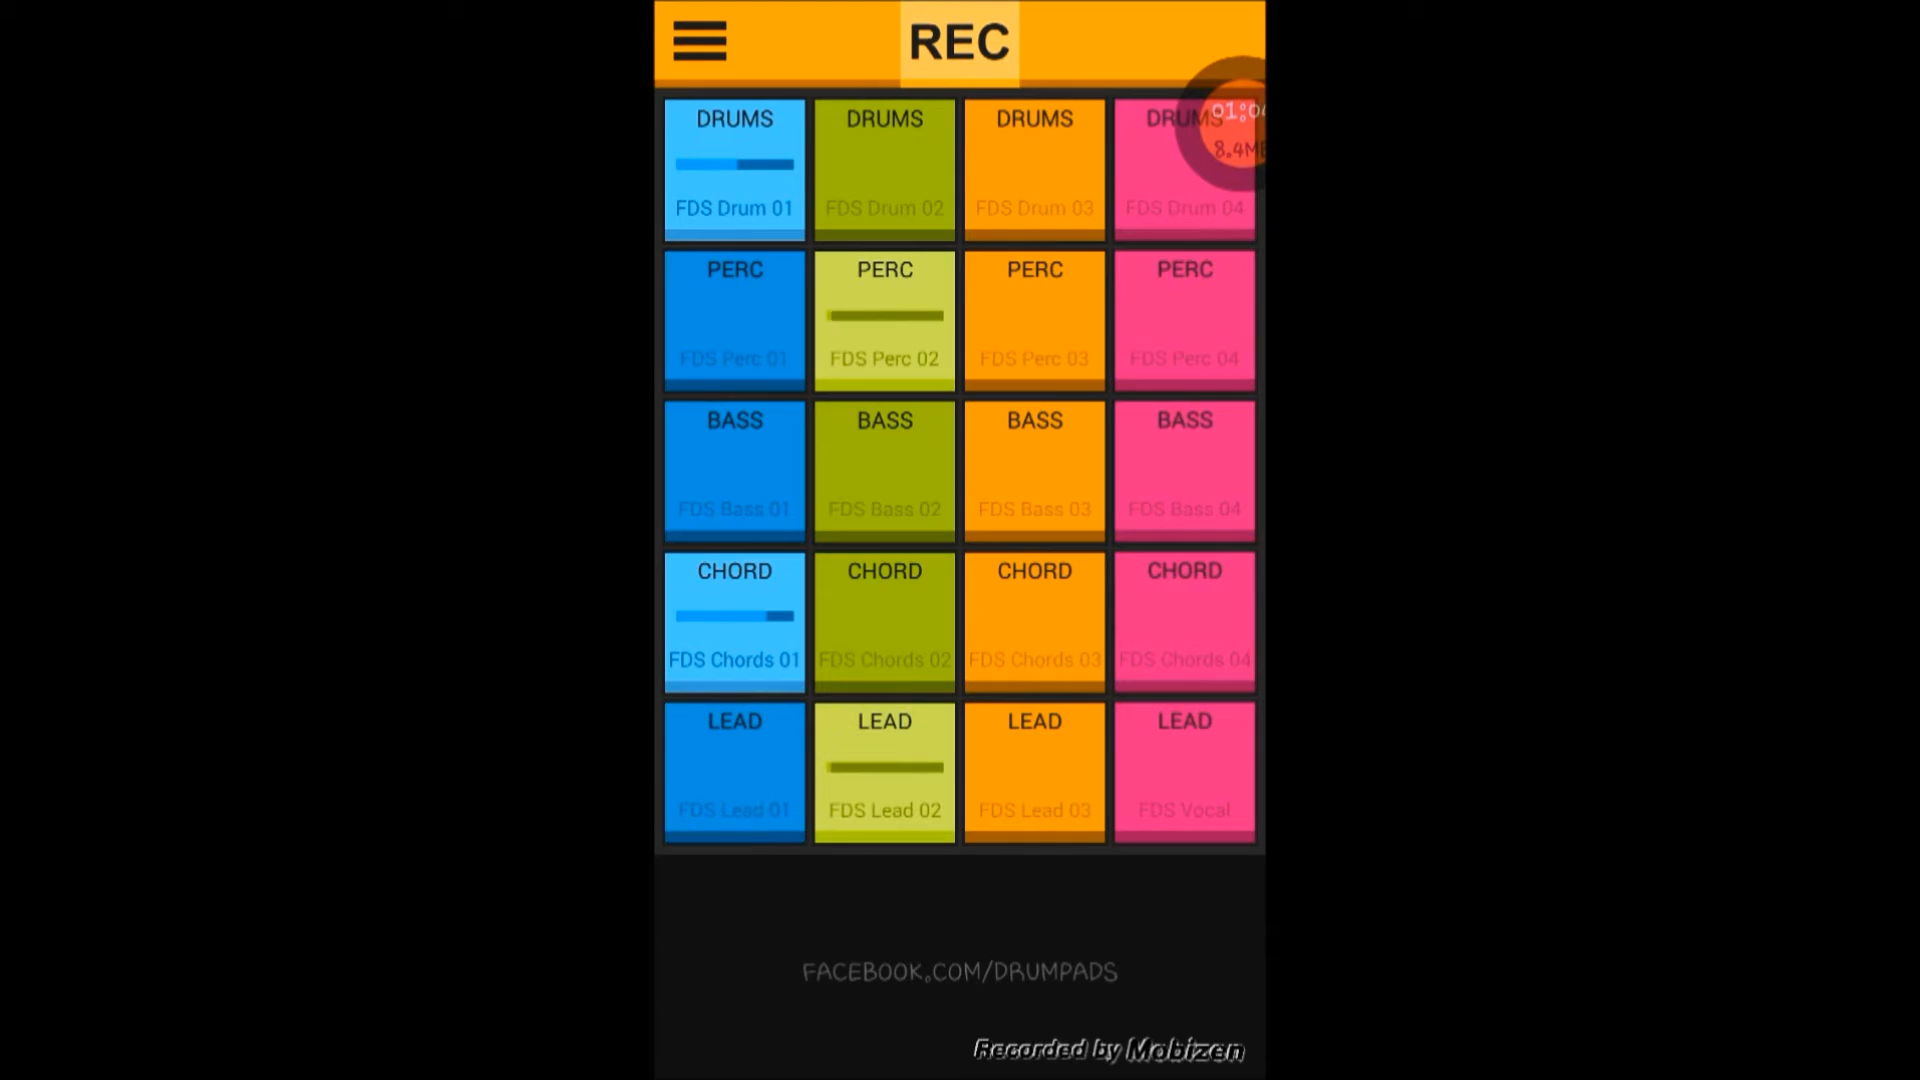 REC
DRUMS DRUMS DRUMS DRUMS
01:04
8.4MB
FDS Drum 01 FDS Drum 02 FDS Drum 03 FDS Drum 04
PERC PERC PERC PERC
FDS Perc 01 FDS Perc 02 FDS Perc 03 FDS Perc 04
BASS BASS BASS BASS
FDS Bass 01 FDS Bass 02 FDS Bass 03 FDS Bass 04
CHORD CHORD CHORD CHORD
FDS Chords 01 FDS Chords 02 FDS Chords 03 FDS Chords 04
LEAD LEAD LEAD LEAD
FDS Lead 01 FDS Lead 02 FDS Lead 03 FDS Vocal
FACEBOOK.COM/DRUMPADS
Recorded by Mobizen